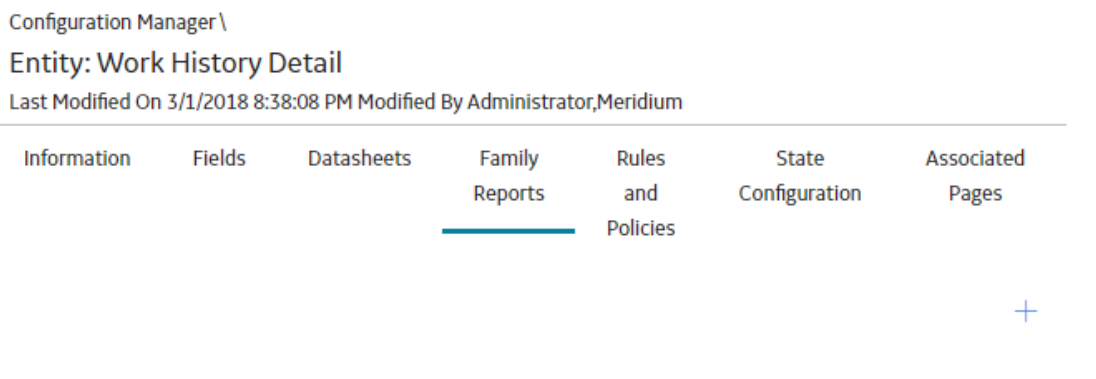 Configuration Manager\
Entity: Work History Detail
Last Modified On 3/1/2018 8:38:08 PM Modified By Administrator,Meridium
Information
Fields
Datasheets
Family
Reports
Rules
and
Policies
State
Configuration
Associated
Pages